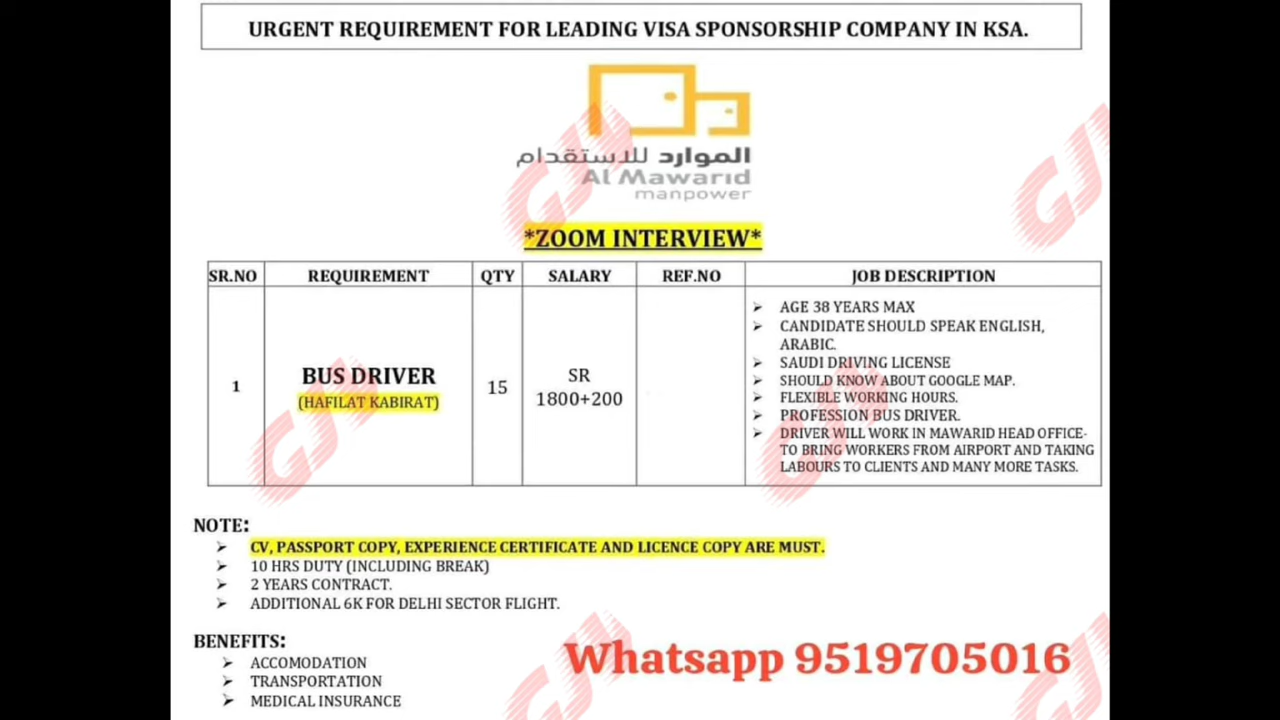 URGENT REQUIREMENT FOR LEADING VISA SPONSORSHIP COMPANY IN KSA.
الموارد للاستقدام
Al Mawarid
manpower
*ZOOM INTERVIEW*
SR.NO REQUIREMENT QTY SALARY REF.NO JOB DESCRIPTION
1
BUS DRIVER
(HAFILAT KABIRAT)
15
SR
1800+200
➢ AGE 38 YEARS MAX
➢ CANDIDATE SHOULD SPEAK ENGLISH,
ARABIC.
➢ SAUDI DRIVING LICENSE
➢ SHOULD KNOW ABOUT GOOGLE MAP.
➢ FLEXIBLE WORKING HOURS.
➢ PROFESSION BUS DRIVER.
➢ DRIVER WILL WORK IN MAWARID HEAD OFFICE-
TO BRING WORKERS FROM AIRPORT AND TAKING
LABOURS TO CLIENTS AND MANY MORE TASKS.
NOTE:
➢ CV, PASSPORT COPY, EXPERIENCE CERTIFICATE AND LICENCE COPY ARE MUST.
➢ 10 HRS DUTY (INCLUDING BREAK)
➢ 2 YEARS CONTRACT.
➢ ADDITIONAL 6K FOR DELHI SECTOR FLIGHT.
BENEFITS:
➢ ACCOMODATION
➢ TRANSPORTATION
➢ MEDICAL INSURANCE
Whatsapp 9519705016